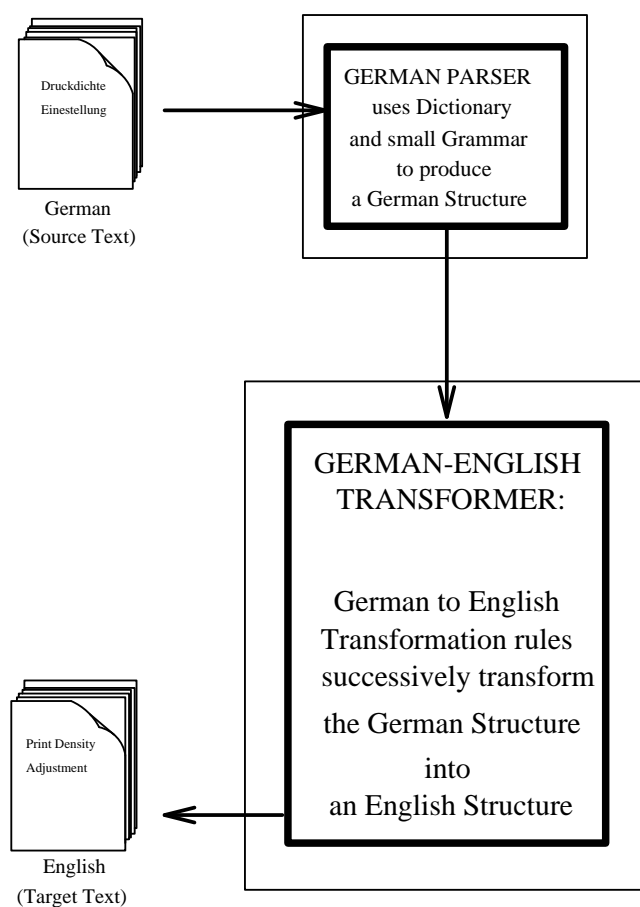 Druckdichte
Einestellung
German
(Source Text)
GERMAN PARSER
uses Dictionary
and small Grammar
to produce
a German Structure
GERMAN-ENGLISH
TRANSFORMER:
German to English
Transformation rules
successively transform
the German Structure
into
an English Structure
Print Density
Adjustment
English
(Target Text)